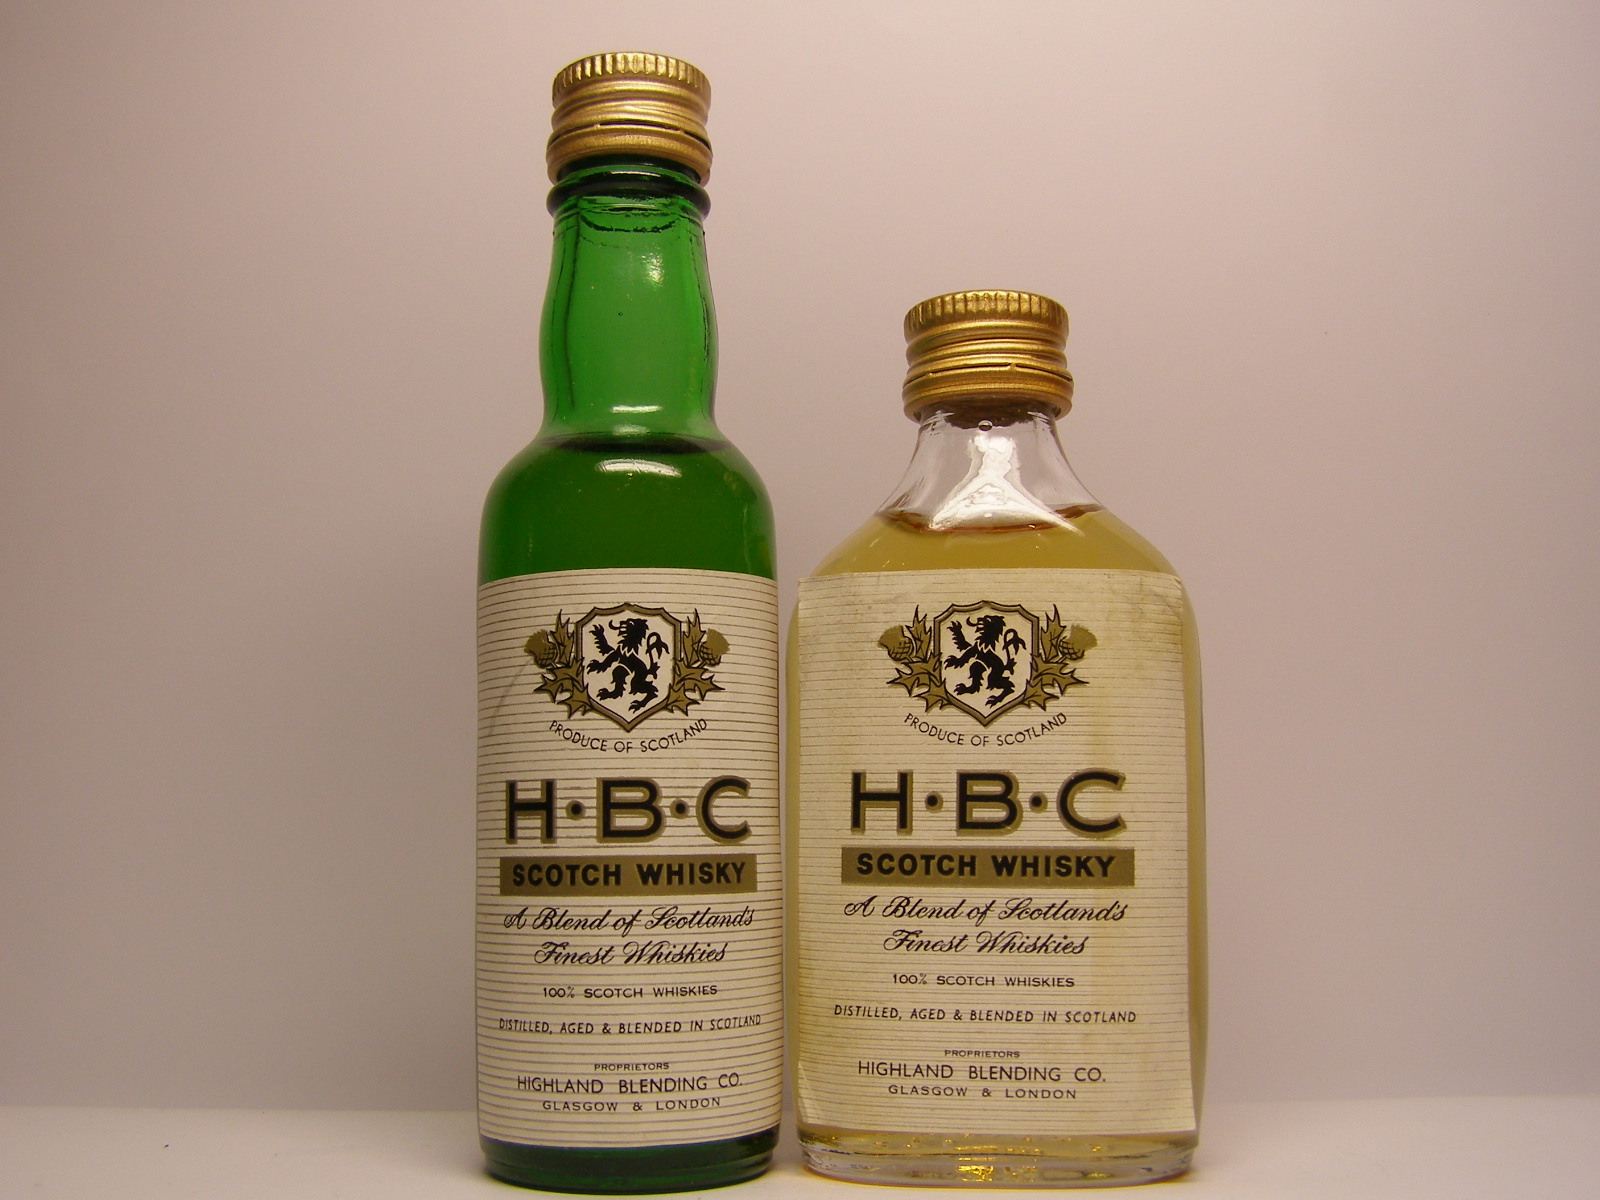 PRODUCE OF SCOTLAND
H·B·C
SCOTCH WHISKY
A Blend of Scotland's
Finest Whiskies
100% SCOTCH WHISKIES
DISTILLED, AGED & BLENDED IN SCOTLAND
PROPRIETORS
HIGHLAND BLENDING CO.
GLASGOW & LONDON
PRODUCE OF SCOTLAND
H·B·C
SCOTCH WHISKY
A Blend of Scotland's
Finest Whiskies
100% SCOTCH WHISKIES
DISTILLED, AGED & BLENDED IN SCOTLAND
PROPRIETORS
HIGHLAND BLENDING CO.
GLASGOW & LONDON